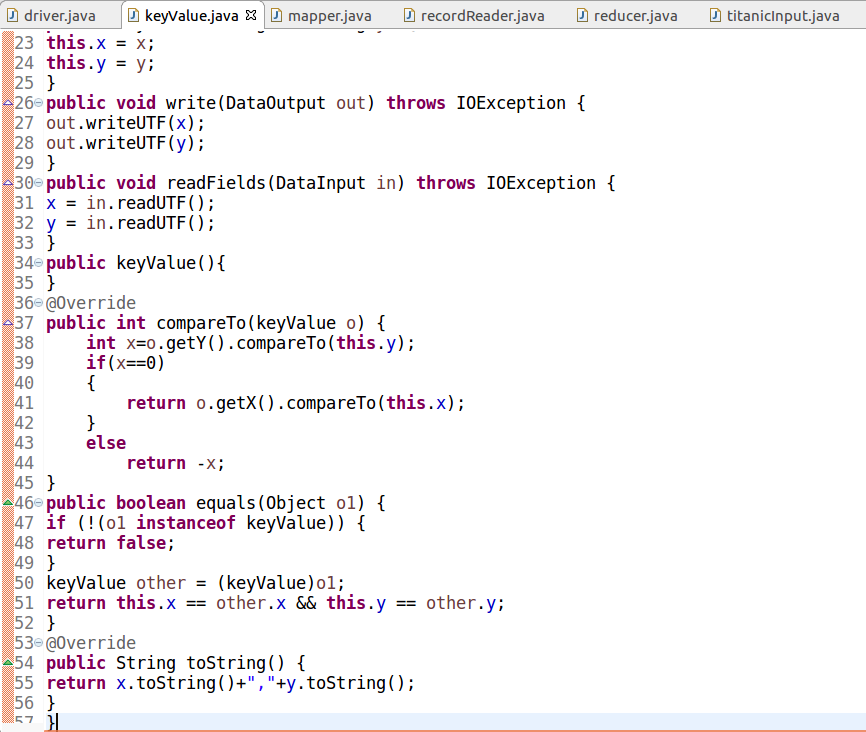 driver.java keyValue.java mapper.java recordReader.java reducer.java titanicInput.java
23 this.x = x;
24 this.y = y;
25 }
26 public void write(DataOutput out) throws IOException {
27 out.writeUTF(x);
28 out.writeUTF(y);
29 }
30 public void readFields(DataInput in) throws IOException {
31 x = in.readUTF();
32 y = in.readUTF();
33 }
34 public keyValue(){
35 }
36 @Override
37 public int compareTo(keyValue o) {
38     int x=o.getY().compareTo(this.y);
39     if(x==0)
40     {
41         return o.getX().compareTo(this.x);
42     }
43     else
44         return -x;
45 }
46 public boolean equals(Object o1) {
47 if (!(o1 instanceof keyValue)) {
48 return false;
49 }
50 keyValue other = (keyValue)o1;
51 return this.x == other.x && this.y == other.y;
52 }
53 @Override
54 public String toString() {
55 return x.toString()+","+y.toString();
56 }
57 }